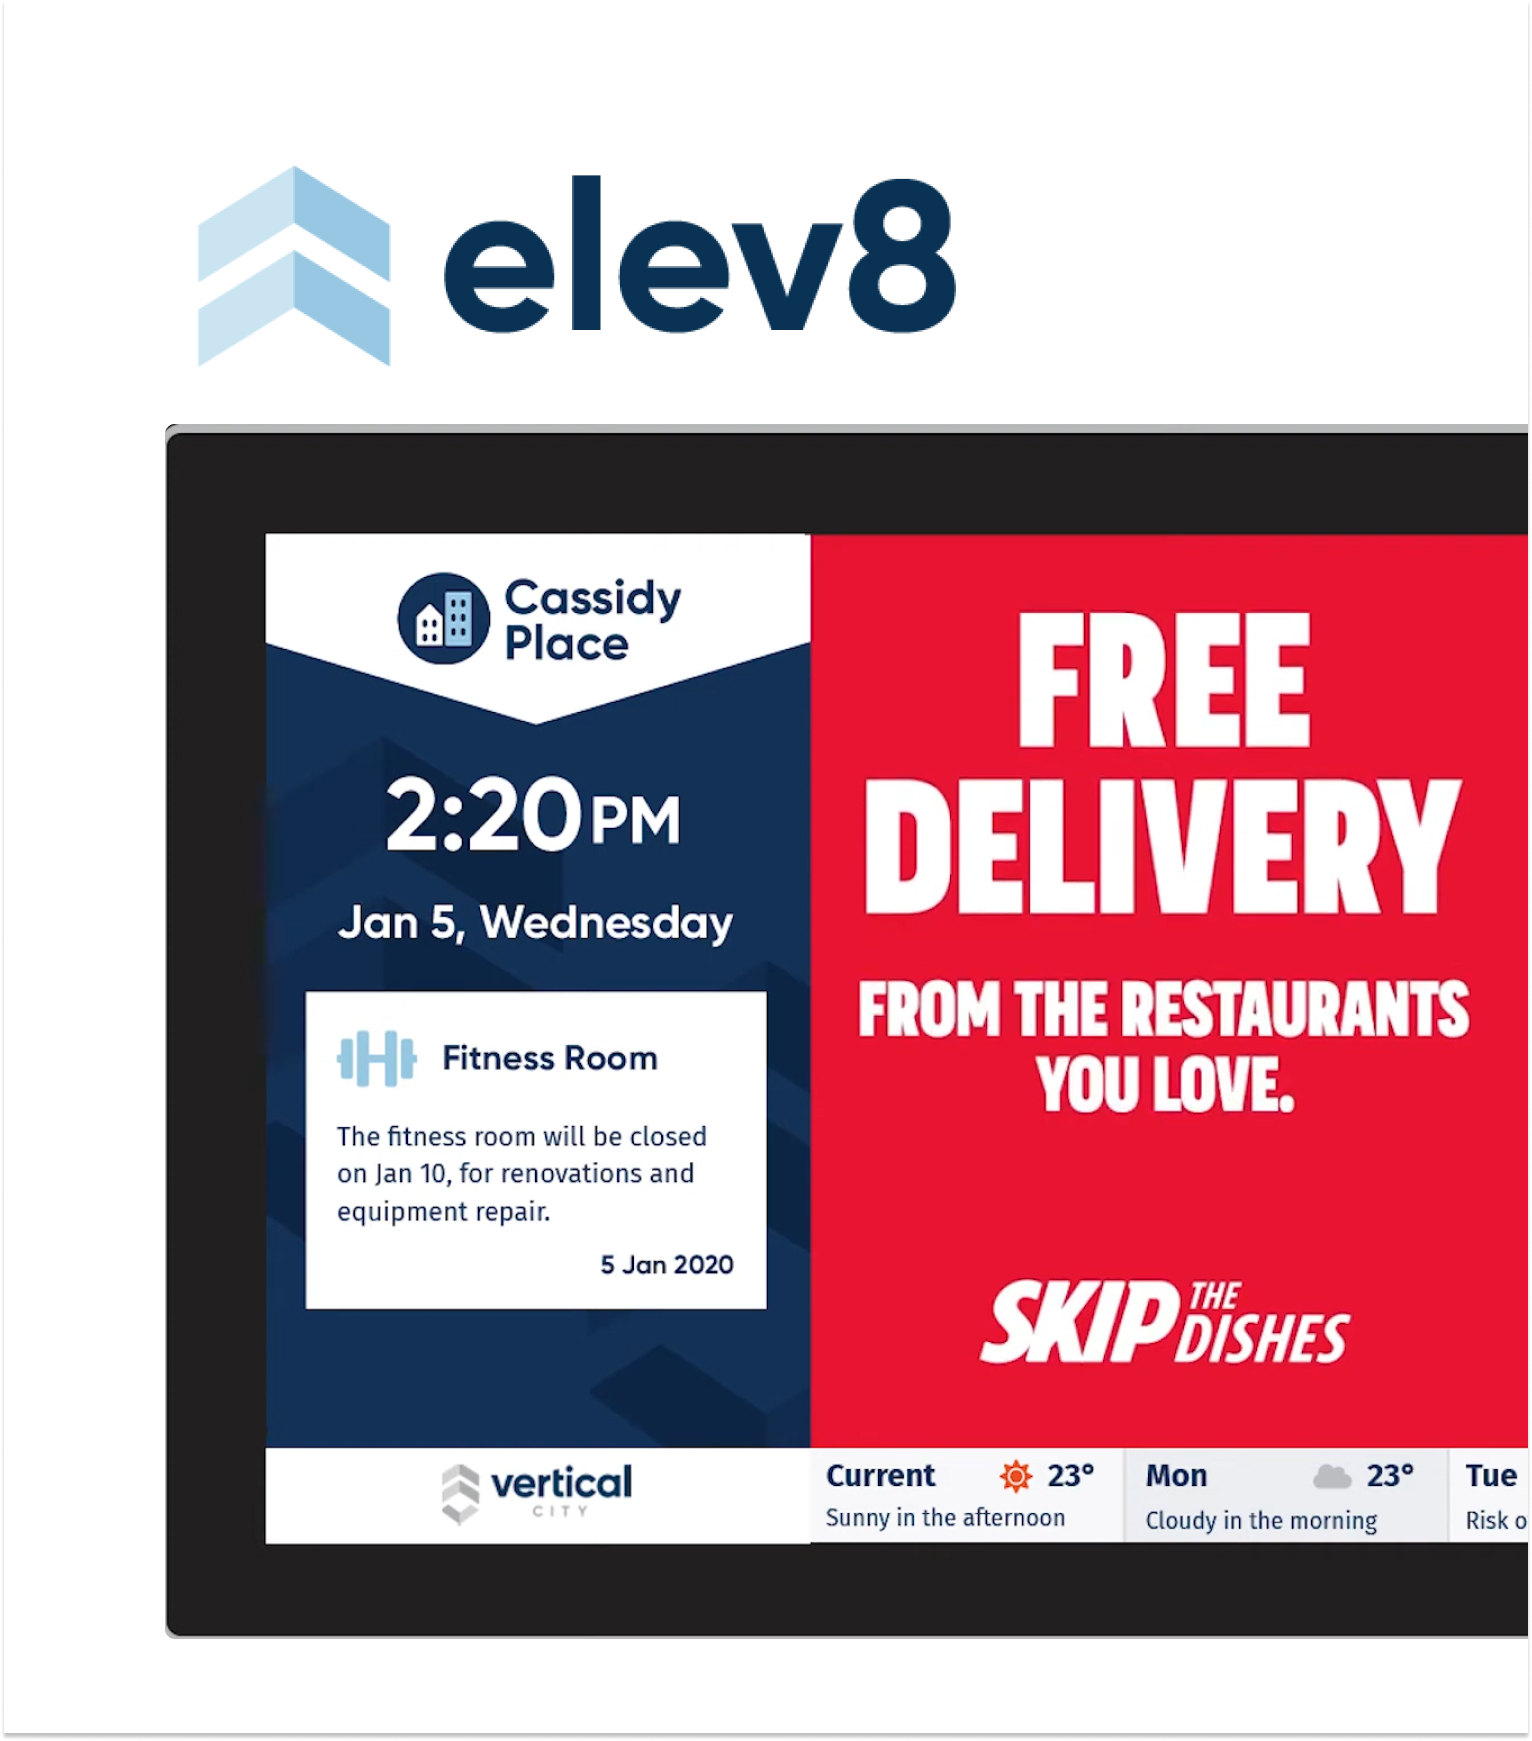 elev8
Cassidy
Place
2:20PM
Jan 5, Wednesday
Fitness Room
The fitness room will be closed
on Jan 10, for renovations and
equipment repair.
5 Jan 2020
vertical
CITY
FREE
DELIVERY
FROM THE RESTAURANTS
YOU LOVE.
SKIP THE
DISHES
Current 23°
Sunny in the afternoon
Mon 23°
Cloudy in the morning
Tue
Risk